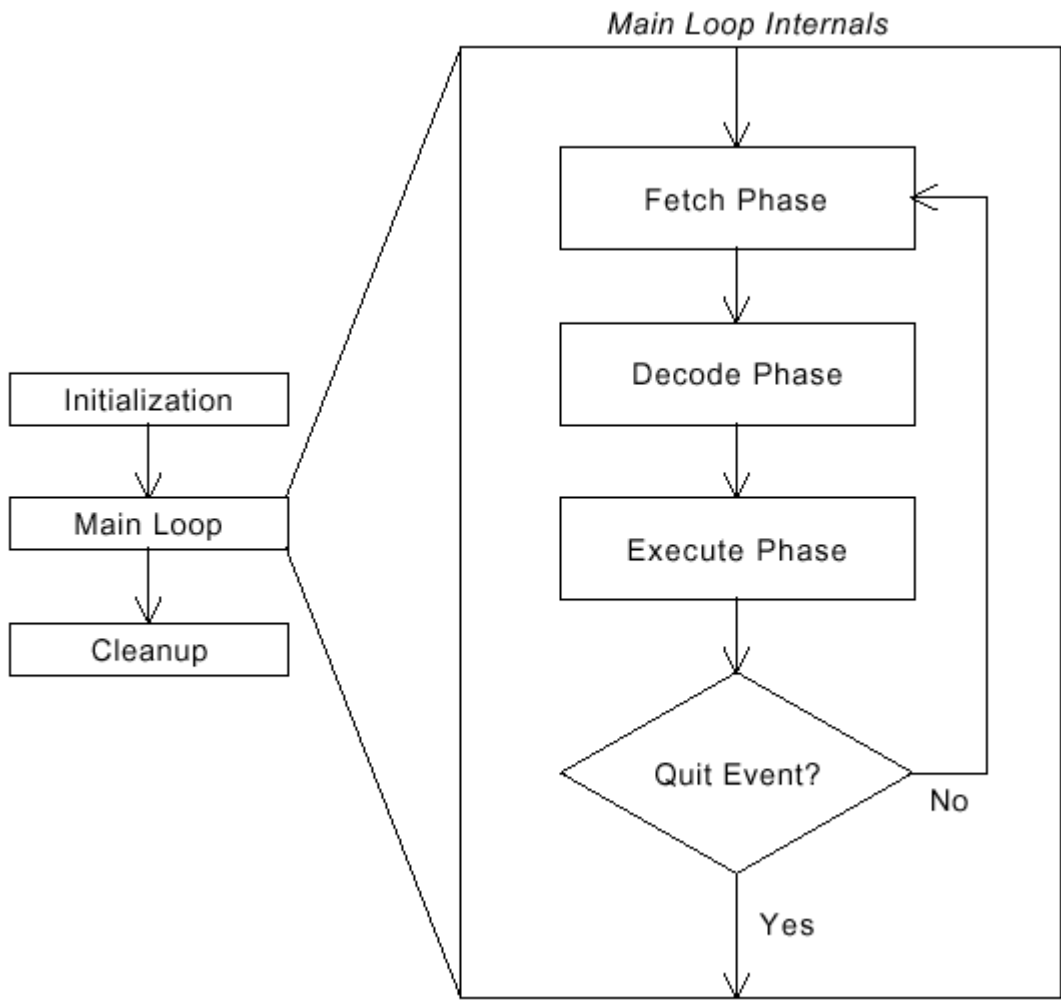 Main Loop Internals
Fetch Phase
Decode Phase
Execute Phase
Quit Event?
No
Yes
Initialization
Main Loop
Cleanup